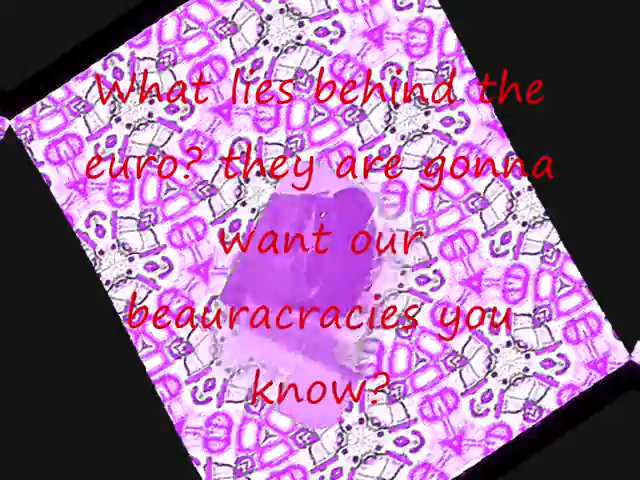 What lies behind the
euro? they are gonna
want our
beauracracies you
know?